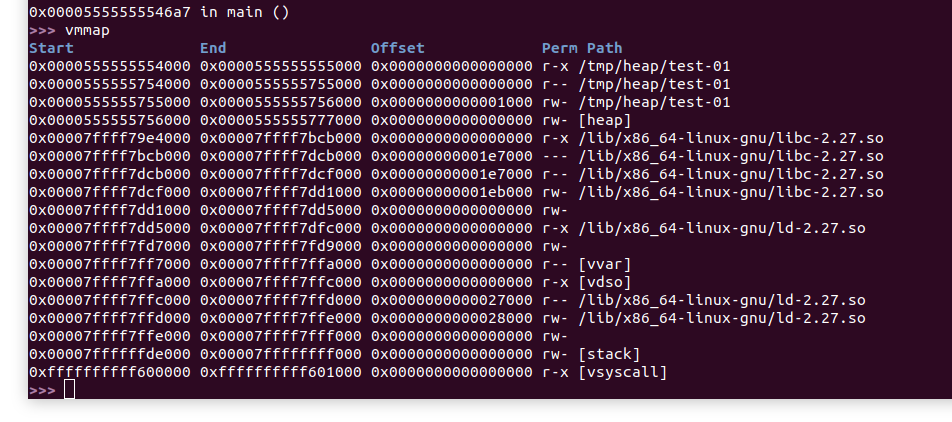 0x00005555555546a7 in main ()
>>> vmmap
Start End Offset Perm Path
0x0000555555554000 0x0000555555555000 0x0000000000000000 r-x /tmp/heap/test-01
0x0000555555754000 0x0000555555755000 0x0000000000000000 r-- /tmp/heap/test-01
0x0000555555755000 0x0000555555756000 0x0000000000001000 rw- /tmp/heap/test-01
0x0000555555756000 0x0000555555777000 0x0000000000000000 rw- [heap]
0x00007ffff79e4000 0x00007ffff7bcb000 0x0000000000000000 r-x /lib/x86_64-linux-gnu/libc-2.27.so
0x00007ffff7bcb000 0x00007ffff7dcb000 0x00000000001e7000 --- /lib/x86_64-linux-gnu/libc-2.27.so
0x00007ffff7dcb000 0x00007ffff7dcf000 0x00000000001e7000 r-- /lib/x86_64-linux-gnu/libc-2.27.so
0x00007ffff7dcf000 0x00007ffff7dd1000 0x00000000001eb000 rw- /lib/x86_64-linux-gnu/libc-2.27.so
0x00007ffff7dd1000 0x00007ffff7dd5000 0x0000000000000000 rw-
0x00007ffff7dd5000 0x00007ffff7dfc000 0x0000000000000000 r-x /lib/x86_64-linux-gnu/ld-2.27.so
0x00007ffff7fd7000 0x00007ffff7fd9000 0x0000000000000000 rw-
0x00007ffff7ff7000 0x00007ffff7ffa000 0x0000000000000000 r-- [vvar]
0x00007ffff7ffa000 0x00007ffff7ffc000 0x0000000000000000 r-x [vdso]
0x00007ffff7ffc000 0x00007ffff7ffd000 0x0000000000027000 r-- /lib/x86_64-linux-gnu/ld-2.27.so
0x00007ffff7ffd000 0x00007ffff7ffe000 0x0000000000028000 rw- /lib/x86_64-linux-gnu/ld-2.27.so
0x00007ffff7ffe000 0x00007ffff7fff000 0x0000000000000000 rw-
0x00007ffffffde000 0x00007ffffffff000 0x0000000000000000 rw- [stack]
0xffffffffff600000 0xffffffffff601000 0x0000000000000000 r-x [vsyscall]
>>>